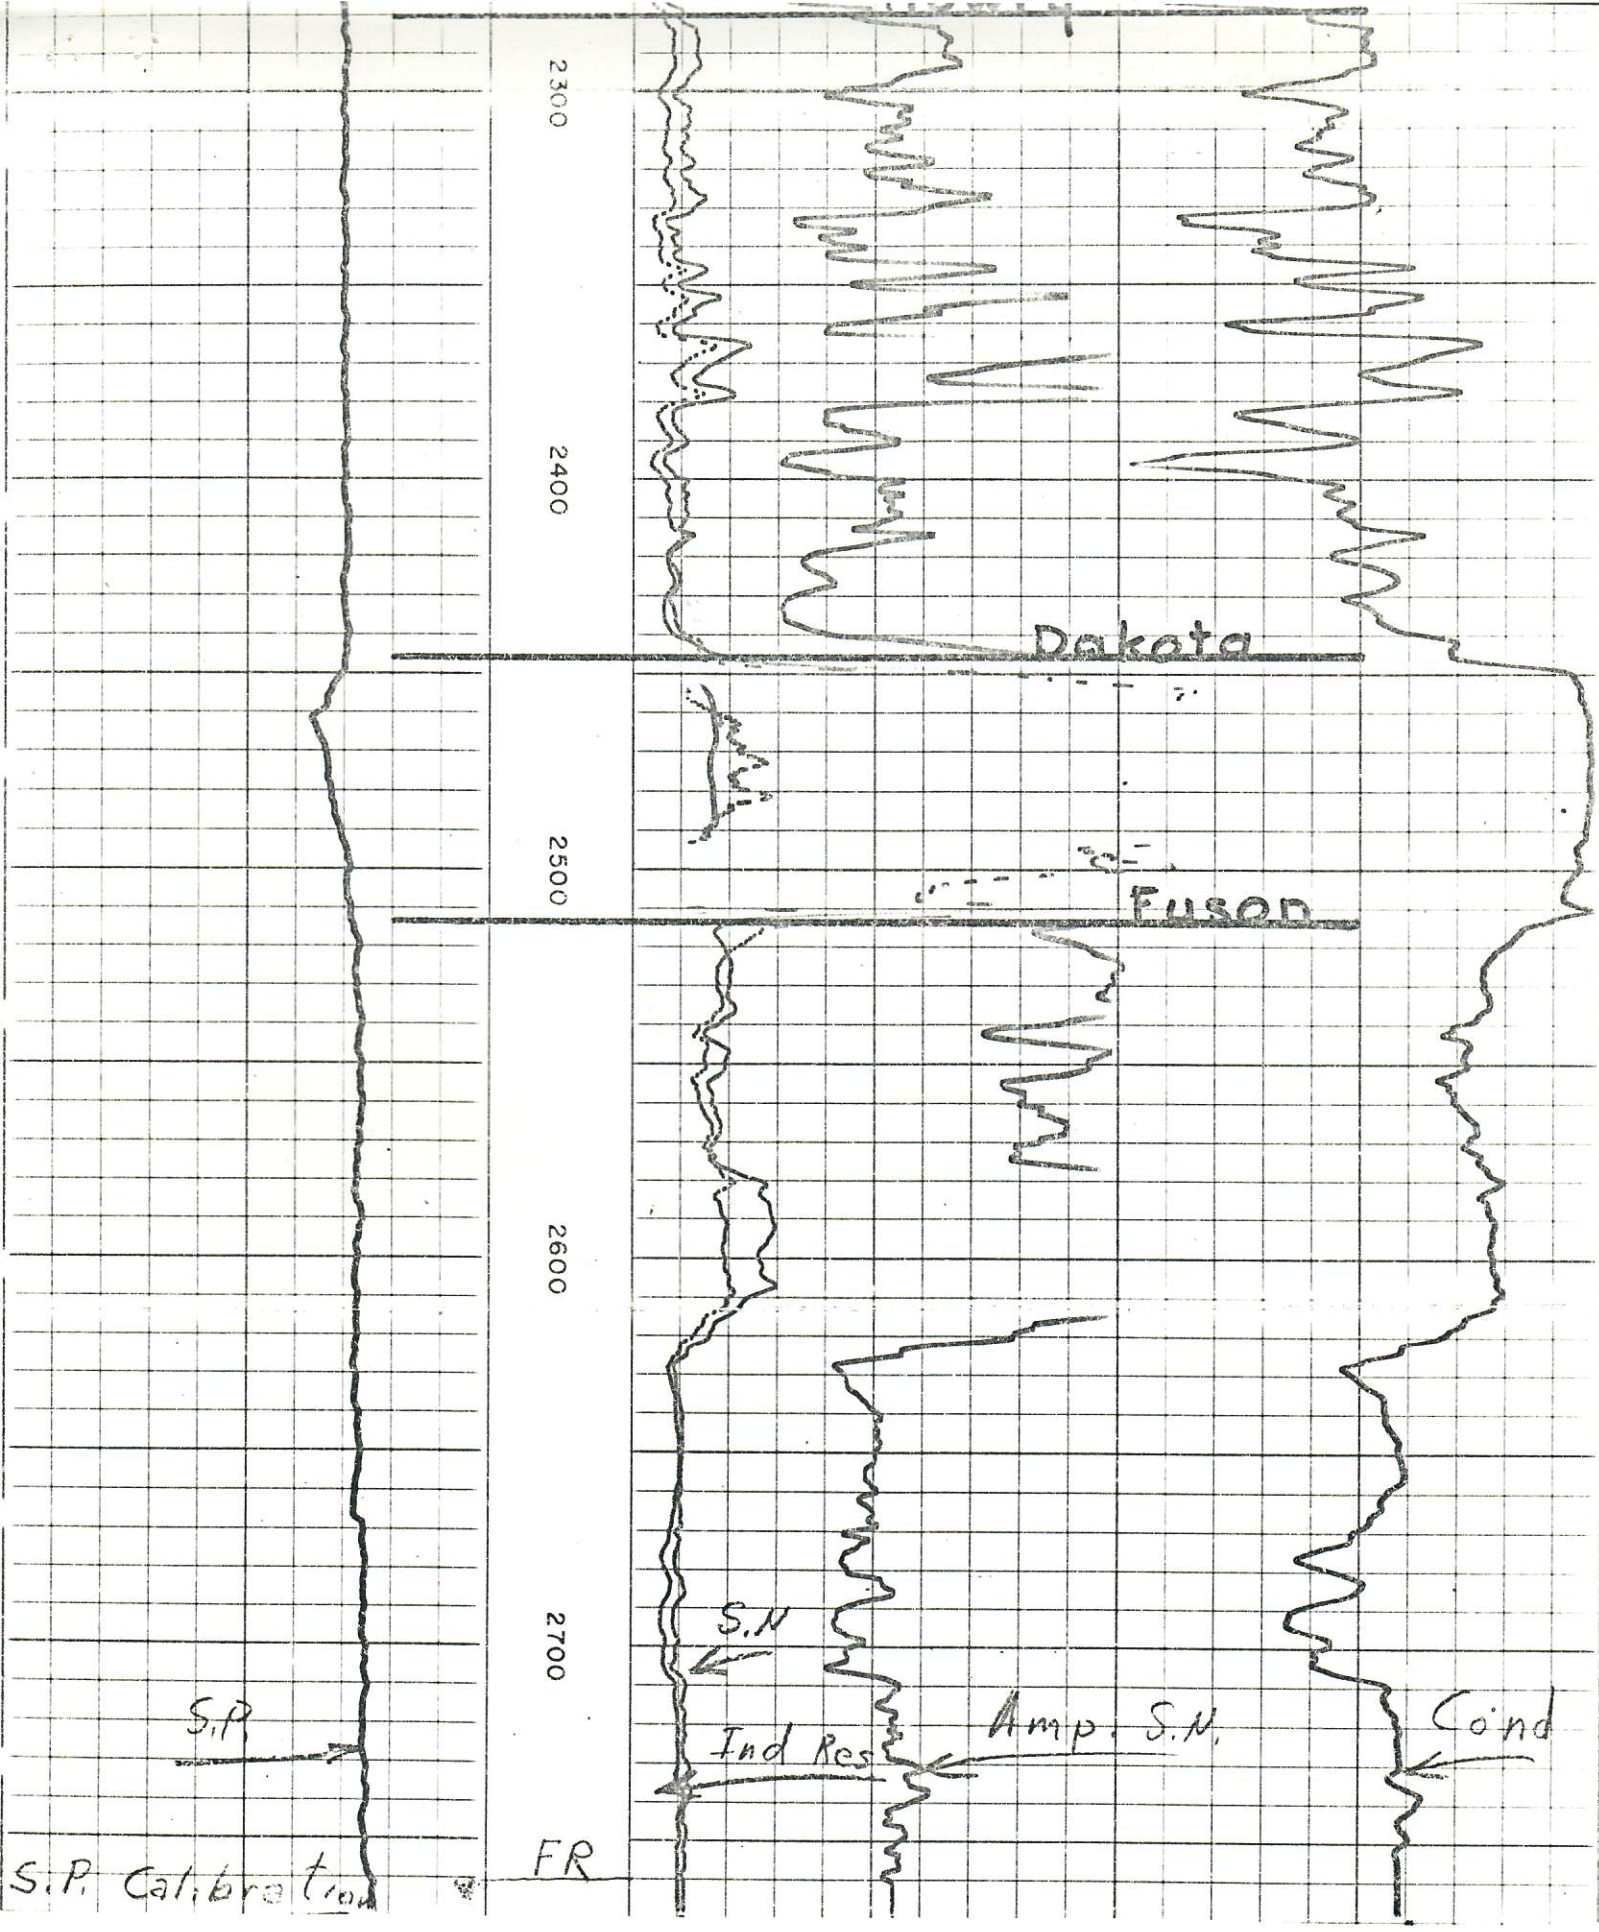 2300
2400
Dakota
2500
Fuson
2600
2700
S.N
S.P.
Ind Res
Amp. S.N.
Cond
FR
S.P. Calibration